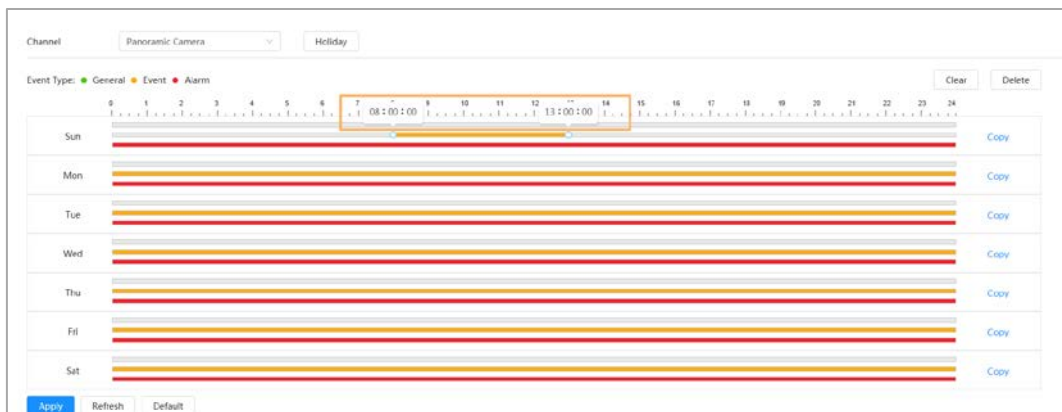 Channel Panoramic Camera Holiday
Event Type: General Event Alarm Clear Delete
0 1 2 3 4 5 6 7 8 9 10 11 12 13 14 15 16 17 18 19 20 21 22 23 24
08:00:00 13:00:00
Sun Copy
Mon Copy
Tue Copy
Wed Copy
Thu Copy
Fri Copy
Sat Copy
Apply Refresh Default